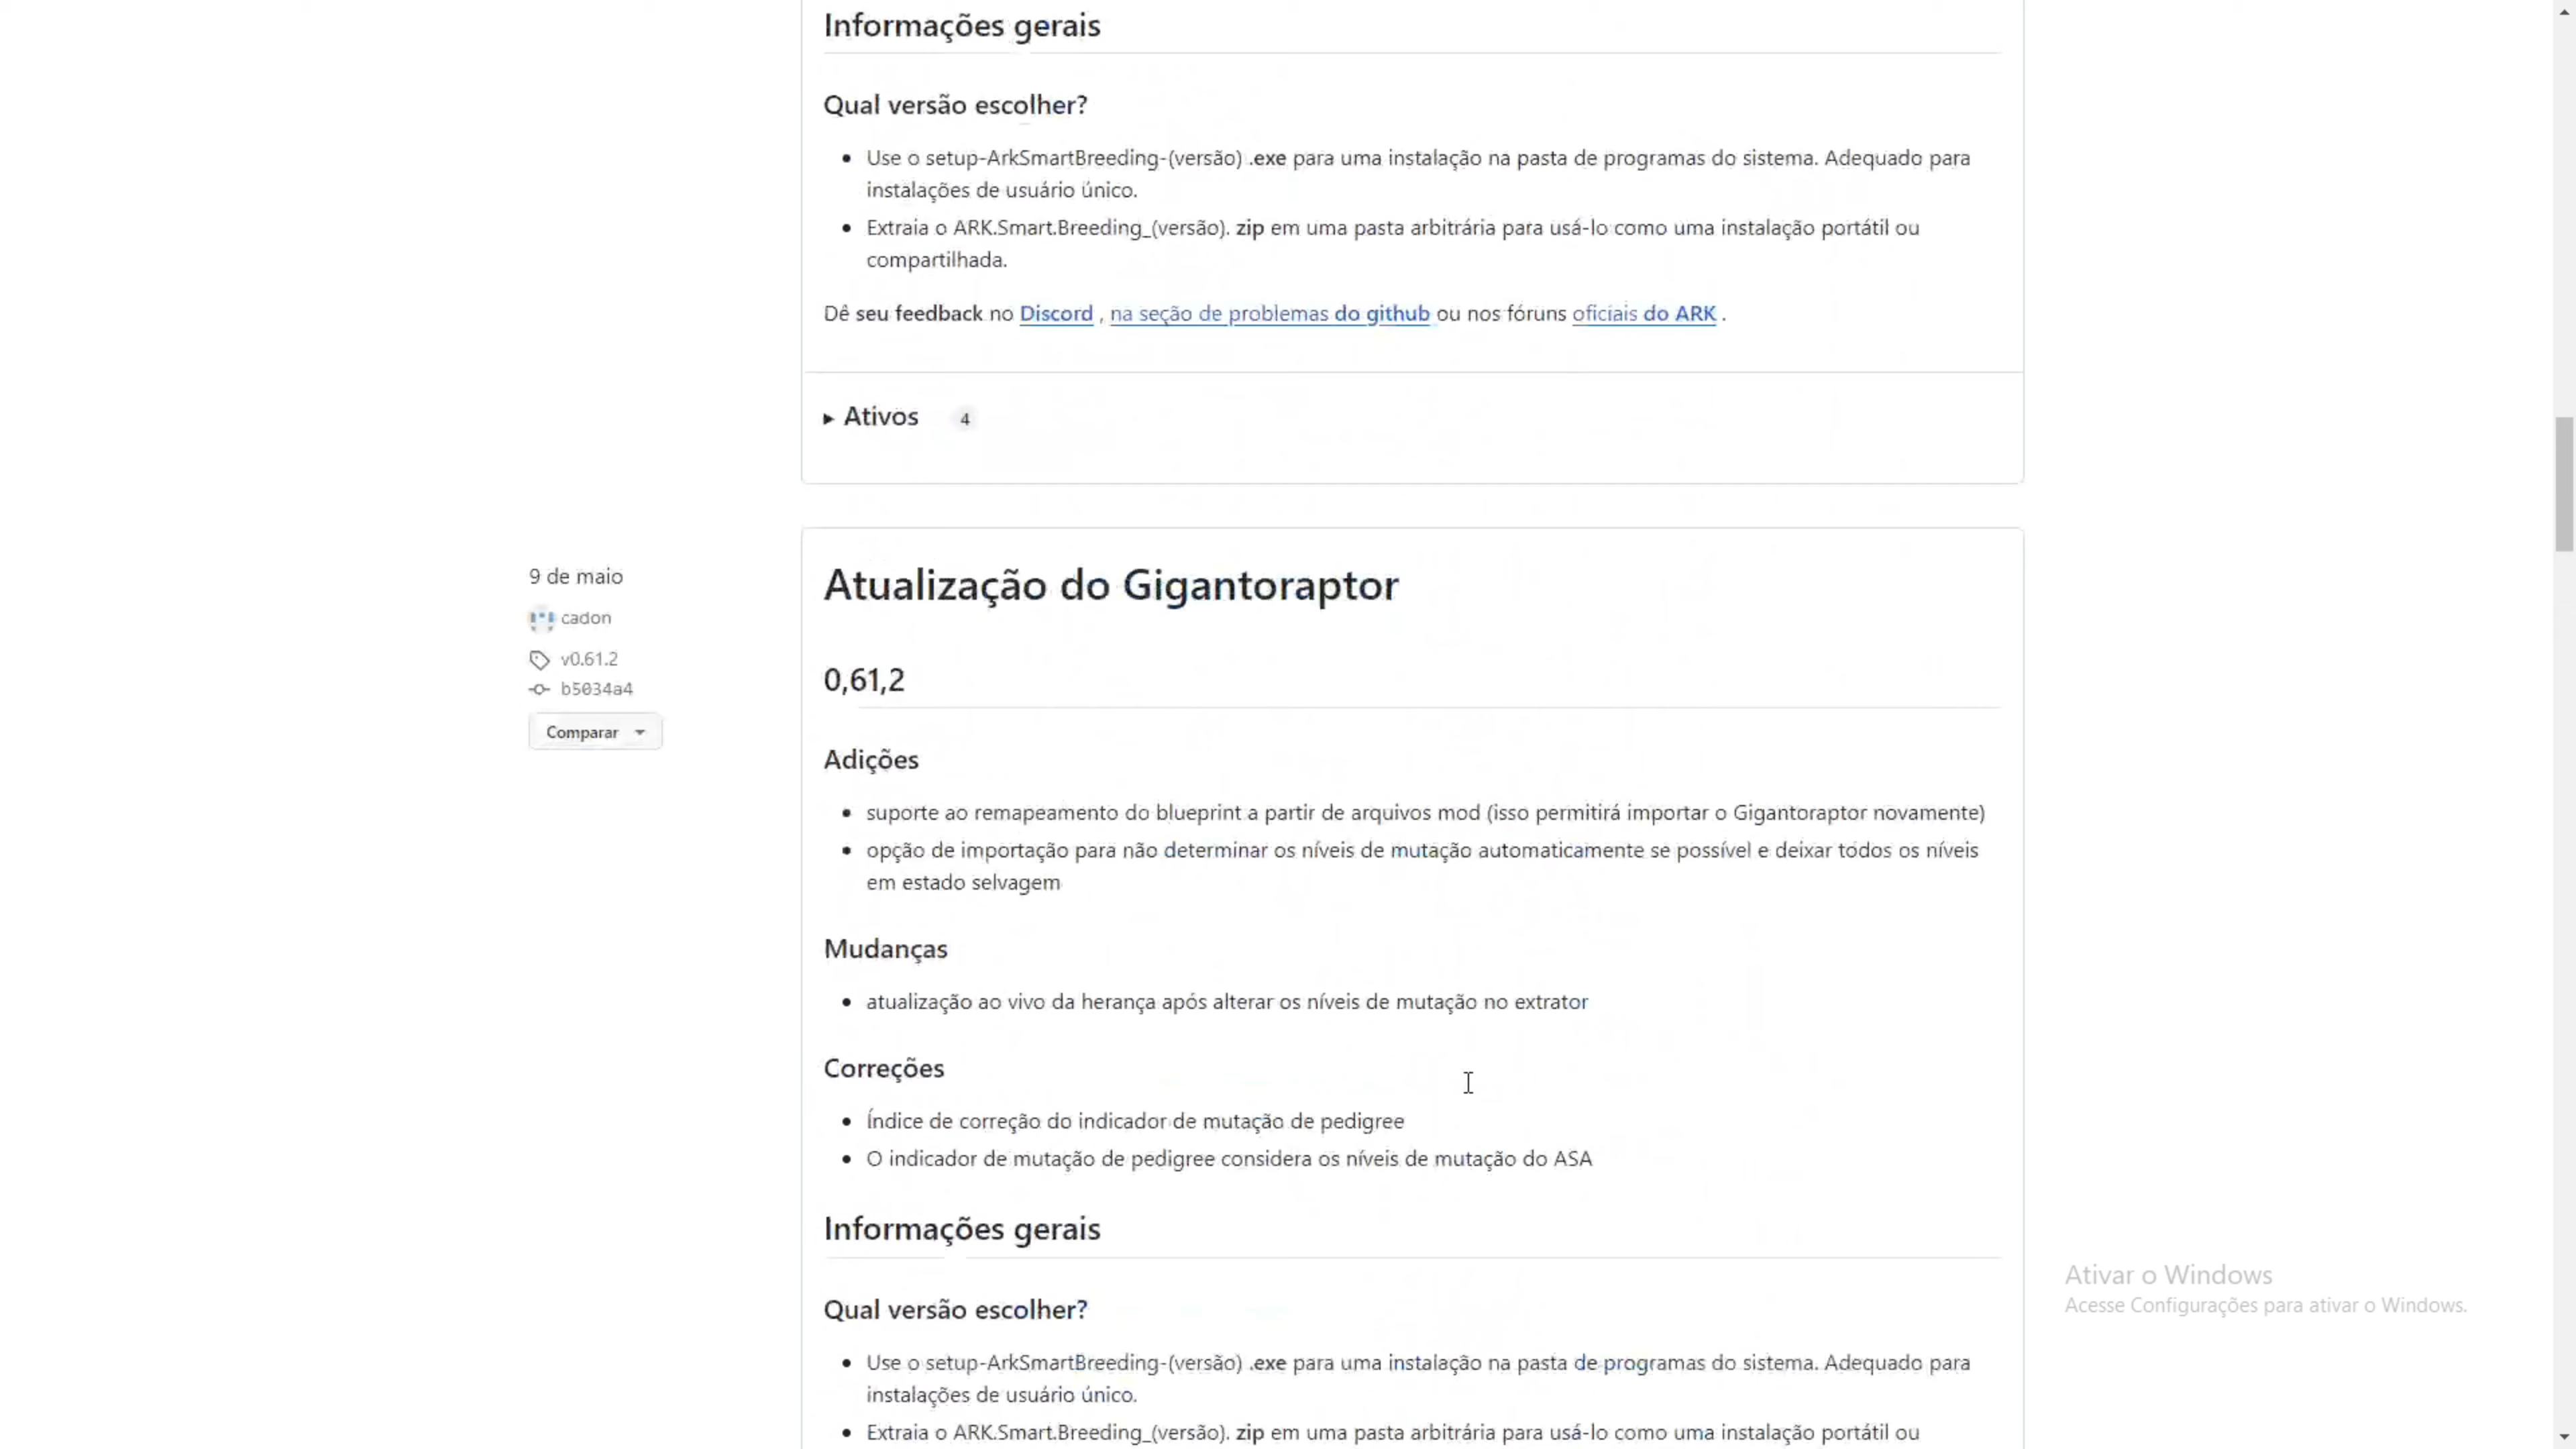 Informações gerais
Qual versão escolher?
Use o setup-ArkSmartBreeding-(versão) .exe para uma instalação na pasta de programas do sistema. Adequado para
instalações de usuário único.
Extraia o ARK.Smart.Breeding_(versão). zip em uma pasta arbitrária para usá-lo como uma instalação portátil ou
compartilhada.
Dê seu feedback no Discord , na seção de problemas do github ou nos fóruns oficiais do ARK .
Ativos 4
9 de maio
cadon
v0.61.2
b5034a4
Comparar
Atualização do Gigantoraptor
0,61,2
Adições
suporte ao remapeamento do blueprint a partir de arquivos mod (isso permitirá importar o Gigantoraptor novamente)
opção de importação para não determinar os níveis de mutação automaticamente se possível e deixar todos os níveis
em estado selvagem
Mudanças
atualização ao vivo da herança após alterar os níveis de mutação no extrator
Correções
Índice de correção do indicador de mutação de pedigree
O indicador de mutação de pedigree considera os níveis de mutação do ASA
Informações gerais
Qual versão escolher?
Use o setup-ArkSmartBreeding-(versão) .exe para uma instalação na pasta de programas do sistema. Adequado para
instalações de usuário único.
Extraia o ARK.Smart.Breeding_(versão). zip em uma pasta arbitrária para usá-lo como uma instalação portátil ou
Ativar o Windows
Acesse Configurações para ativar o Windows.